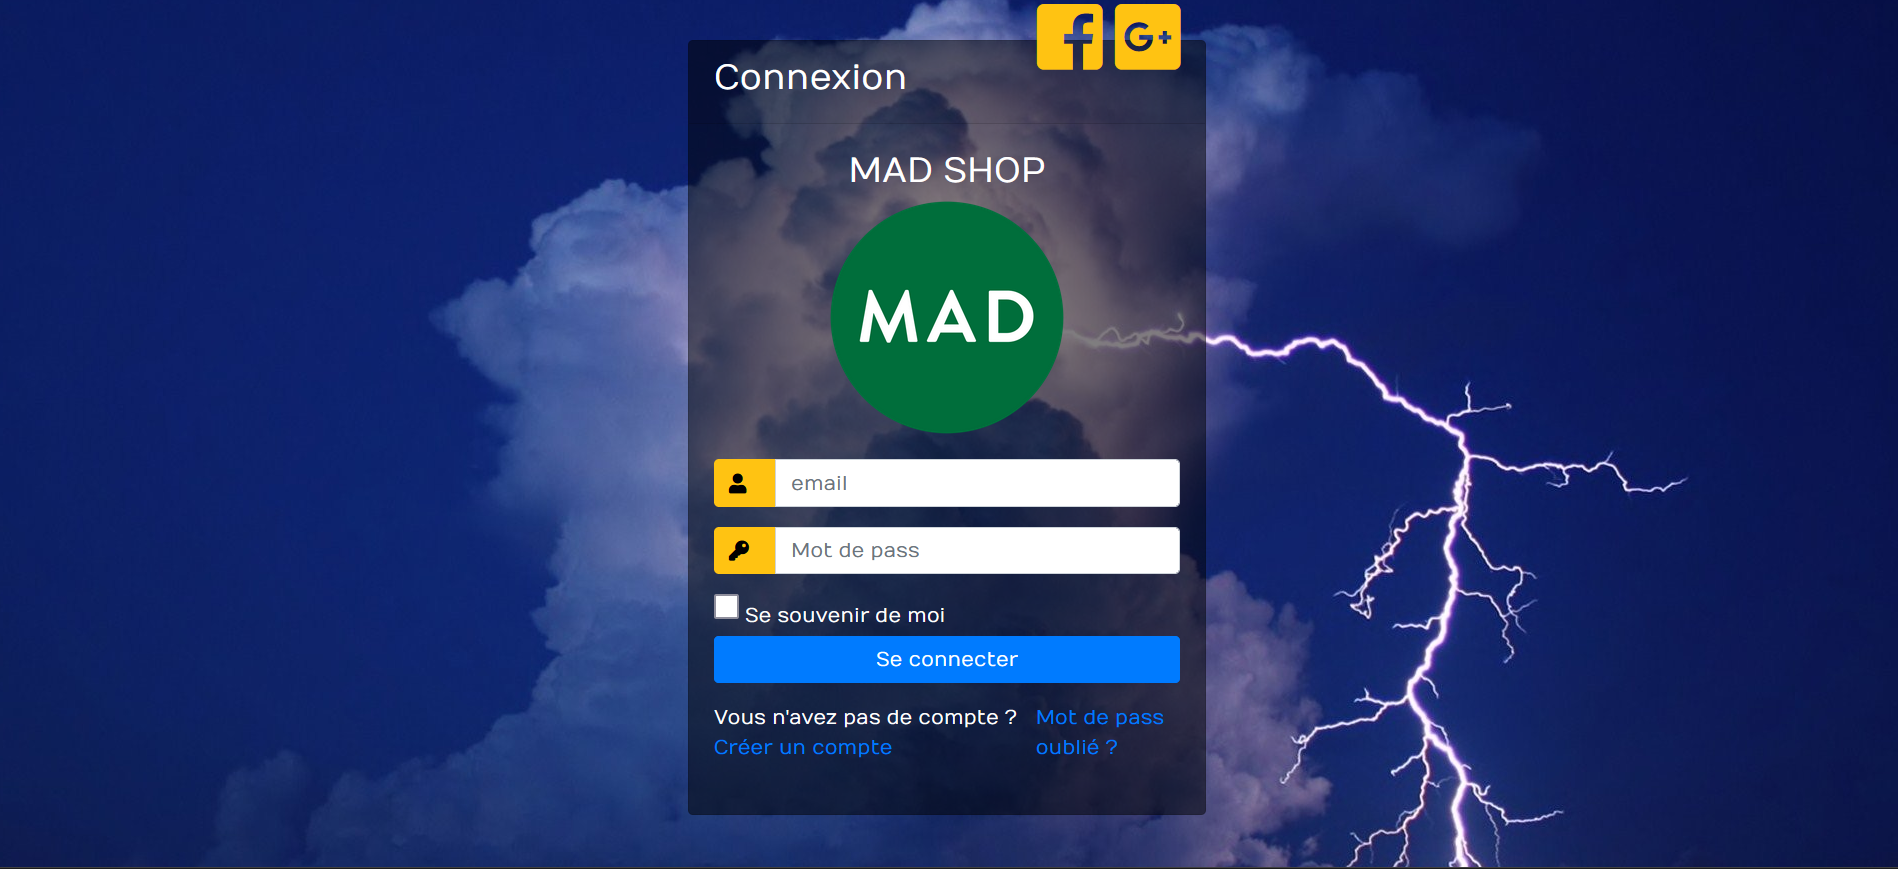 Connexion
G+
MAD SHOP
MAD
email
Mot de pass
Se souvenir de moi
Se connecter
Vous n'avez pas de compte ?
Créer un compte
Mot de pass
oublié ?